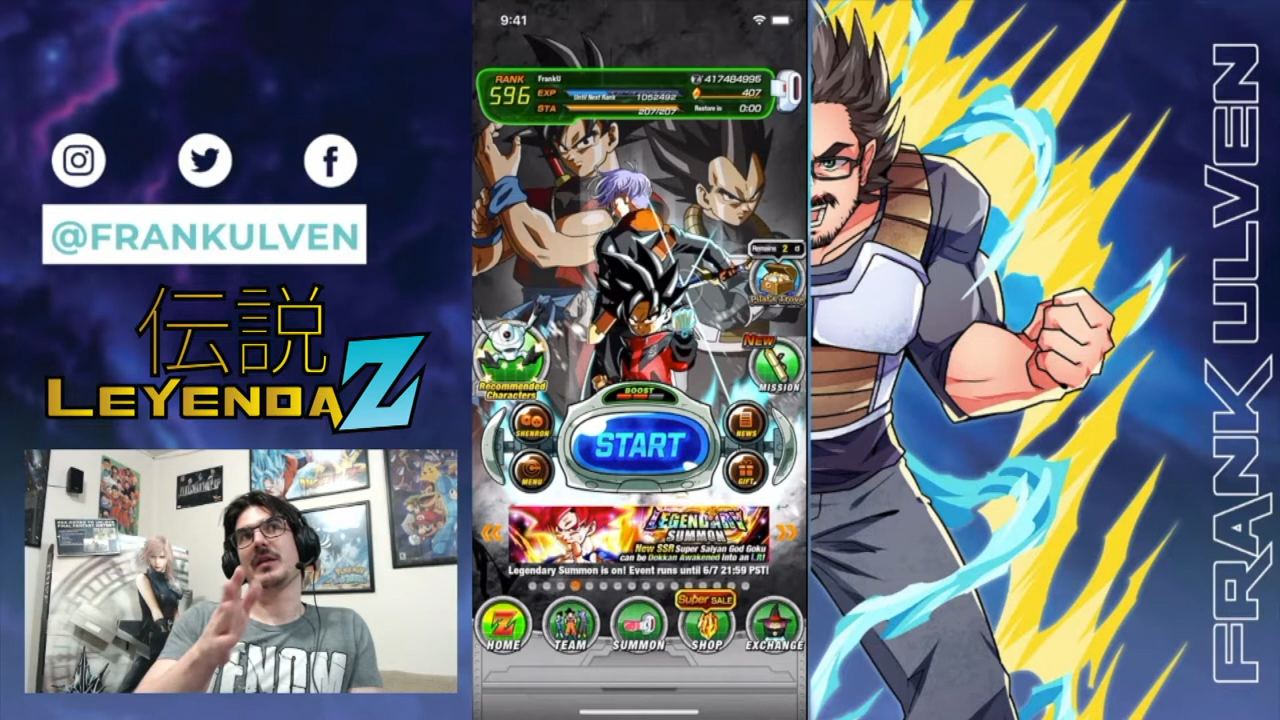 @FRANKULVEN
伝説
LEYENDA Z
9:41
RANK
596
FrankU
EXP
Until Next Rank 1052492
STA
207/207
417484995
407
Restore in 0:00
Remains 2 d
Pilaf's Trove
New
MISSION
Recommended
Characters
BOOST
START
SHENRON
MENU
NEWS
GIFT
LEGENDARY
SUMMON
New SSR Super Saiyan God Goku
can be Dokkan Awakened into an LR!
Legendary Summon is on! Event runs until 6/7 21:59 PST!
Super SALE
HOME
TEAM
SUMMON
SHOP
EXCHANGE
FRANK ULVEN